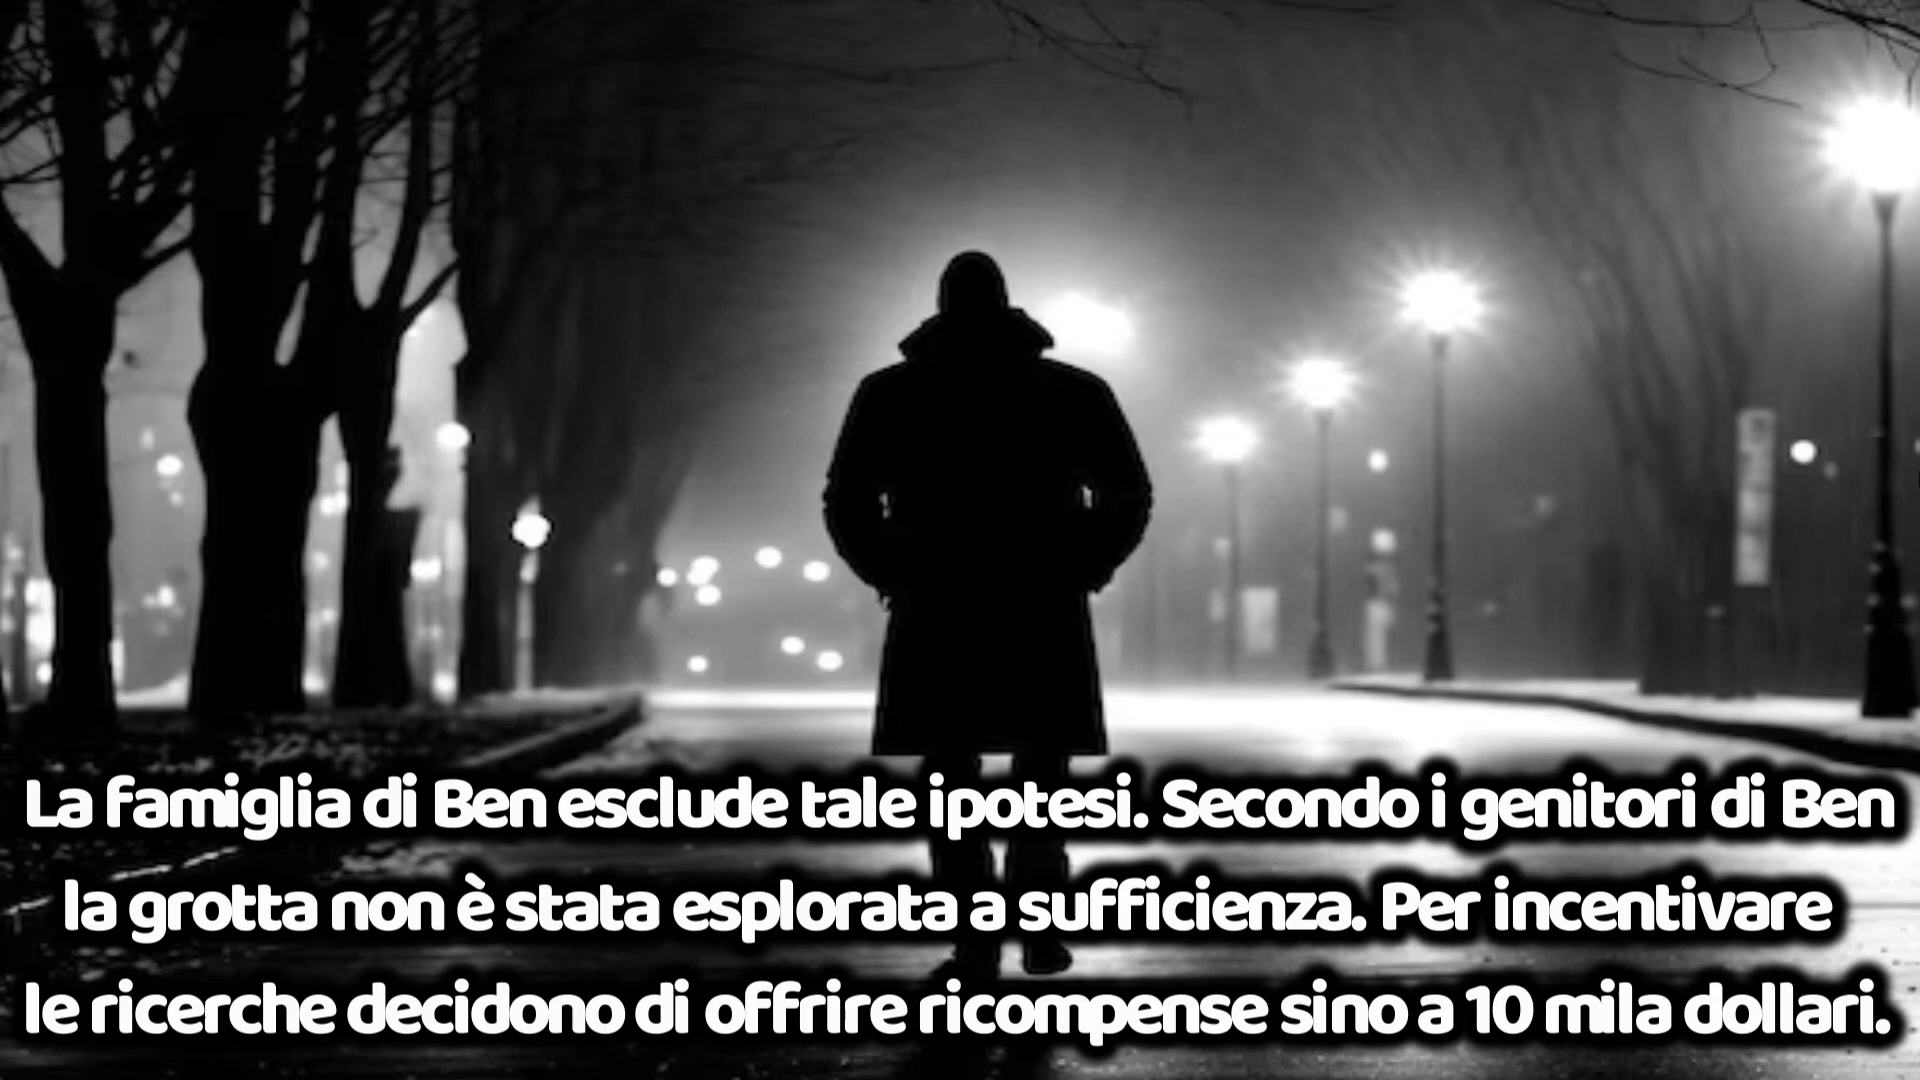 La famiglia di Ben esclude tale ipotesi. Secondo i genitori di Ben
la grotta non è stata esplorata a sufficienza. Per incentivare
le ricerche decidono di offrire ricompense sino a 10 mila dollari.